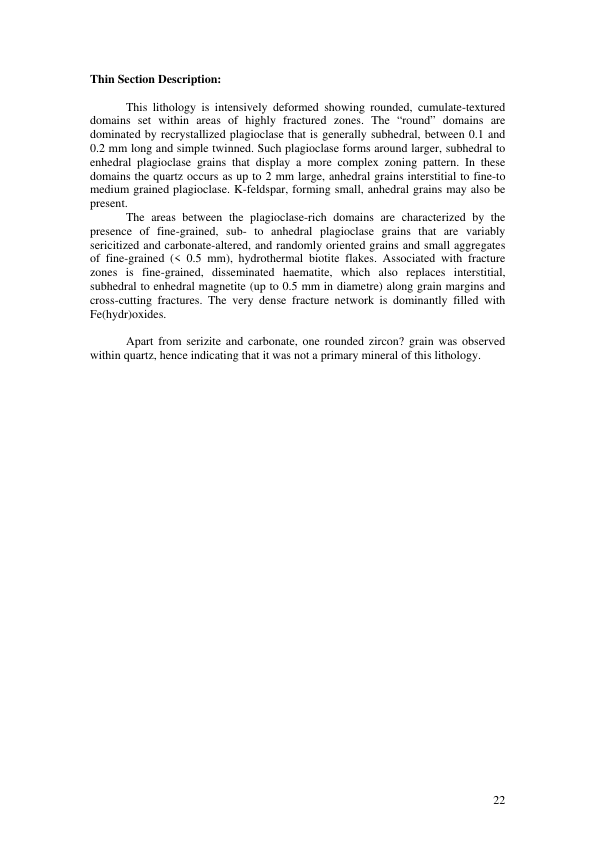 Thin Section Description:
This lithology is intensively deformed showing rounded, cumulate-textured
domains set within areas of highly fractured zones. The “round” domains are
dominated by recrystallized plagioclase that is generally subhedral, between 0.1 and
0.2 mm long and simple twinned. Such plagioclase forms around larger, subhedral to
enhedral plagioclase grains that display a more complex zoning pattern. In these
domains the quartz occurs as up to 2 mm large, anhedral grains interstitial to fine-to
medium grained plagioclase. K-feldspar, forming small, anhedral grains may also be
present.
The areas between the plagioclase-rich domains are characterized by the
presence of fine-grained, sub- to anhedral plagioclase grains that are variably
sericitized and carbonate-altered, and randomly oriented grains and small aggregates
of fine-grained (< 0.5 mm), hydrothermal biotite flakes. Associated with fracture
zones is fine-grained, disseminated haematite, which also replaces interstitial,
subhedral to enhedral magnetite (up to 0.5 mm in diametre) along grain margins and
cross-cutting fractures. The very dense fracture network is dominantly filled with
Fe(hydr)oxides.
Apart from serizite and carbonate, one rounded zircon? grain was observed
within quartz, hence indicating that it was not a primary mineral of this lithology.
22